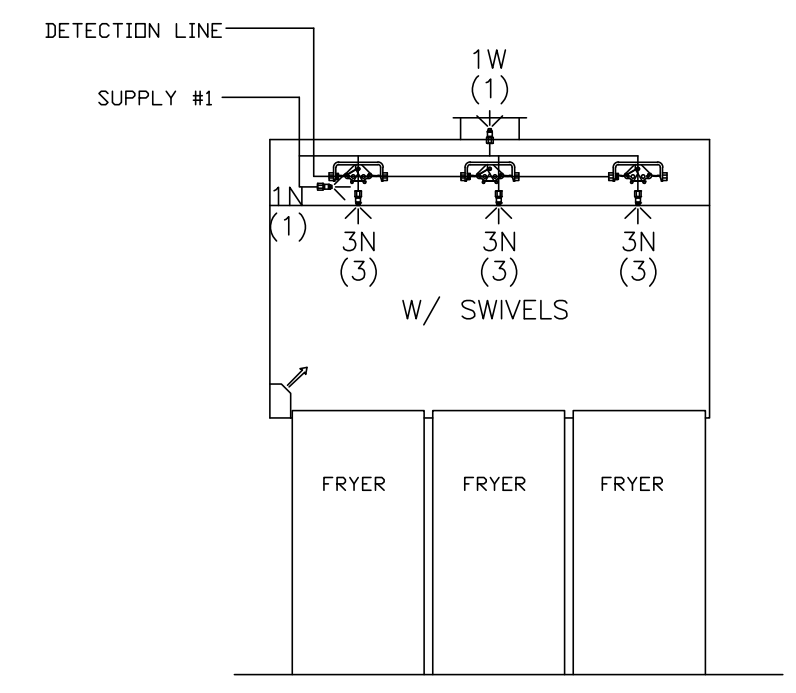 DETECTION LINE
SUPPLY #1
1W
(1)
1N
(1)
3N
(3)
3N
(3)
3N
(3)
W/ SWIVELS
FRYER
FRYER
FRYER